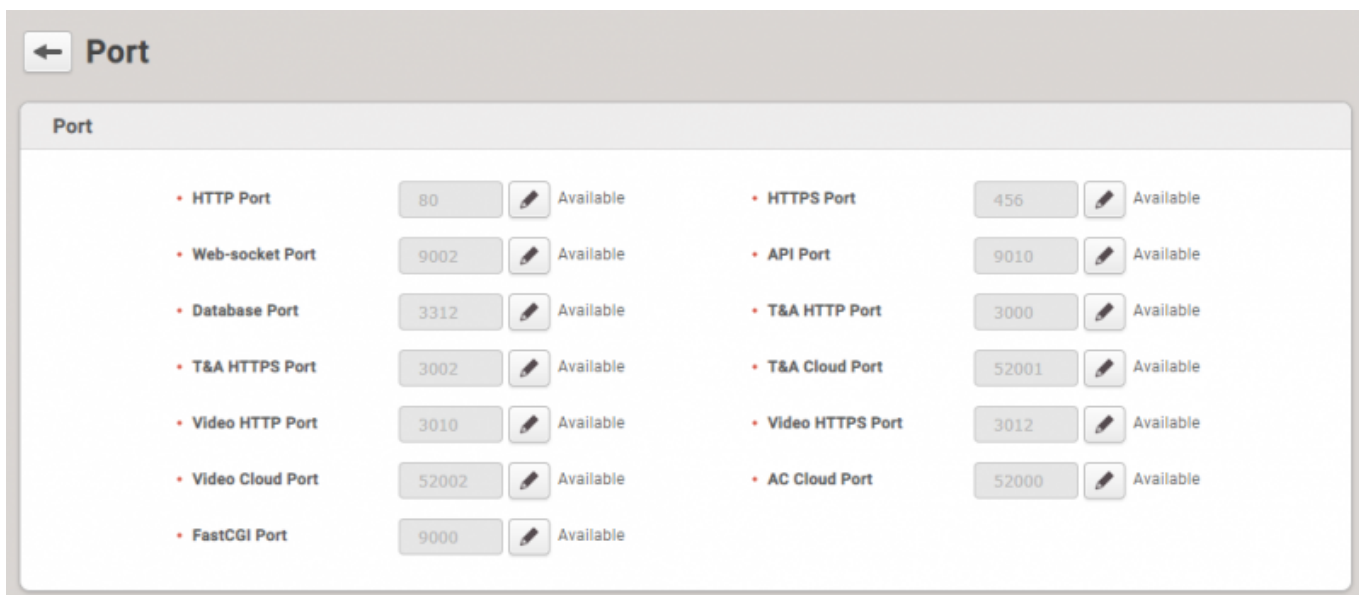 Port
Port
HTTP Port 80 Available HTTPS Port 456 Available
Web-socket Port 9002 Available API Port 9010 Available
Database Port 3312 Available T&A HTTP Port 3000 Available
T&A HTTPS Port 3002 Available T&A Cloud Port 52001 Available
Video HTTP Port 3010 Available Video HTTPS Port 3012 Available
Video Cloud Port 52002 Available AC Cloud Port 52000 Available
FastCGI Port 9000 Available